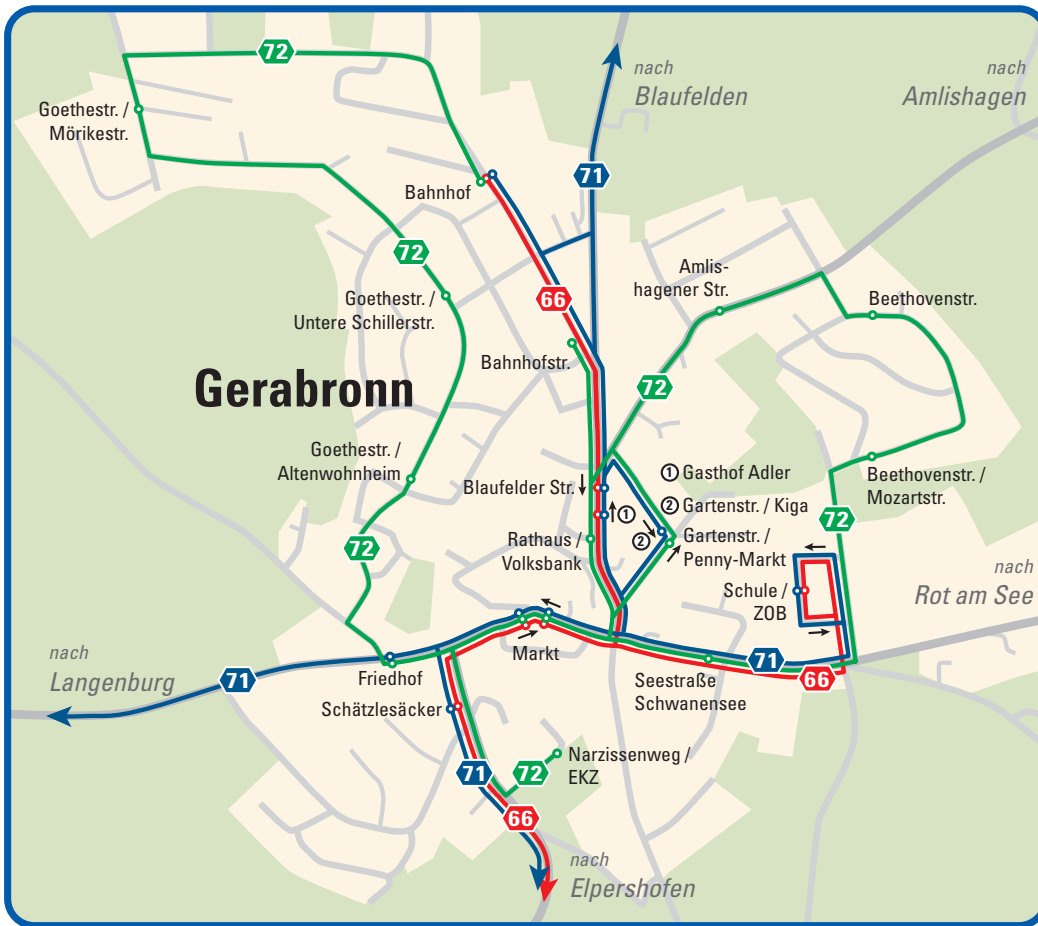 72
nach
Blaufelden
nach
Amlishagen
Goethestr. /
Mörikestr.
71
Bahnhof
72
Amlis-
hagener Str.
Goethestr. /
Untere Schillerstr.
66
Beethovenstr.
Bahnhofstr.
Gerabronn
72
Goethestr. /
Altenwohnheim
Blaufelder Str.
1 Gasthof Adler
Beethovenstr. /
Mozartstr.
1
2 Gartenstr. / Kiga
72
Rathaus /
Volksbank
2
Gartenstr. /
Penny-Markt
72
nach
Rot am See
Schule /
ZOB
nach
Langenburg
71
Friedhof
Markt
71
66
Seestraße
Schwanensee
Schätzlesäcker
71
72
Narzissenweg /
EKZ
66
nach
Elpershofen